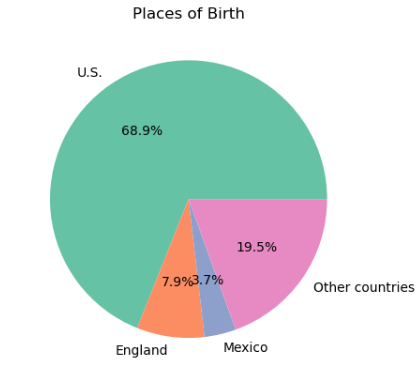 Places of Birth
U.S.
68.9%
19.5%
7.9%
3.7%
Other countries
England
Mexico